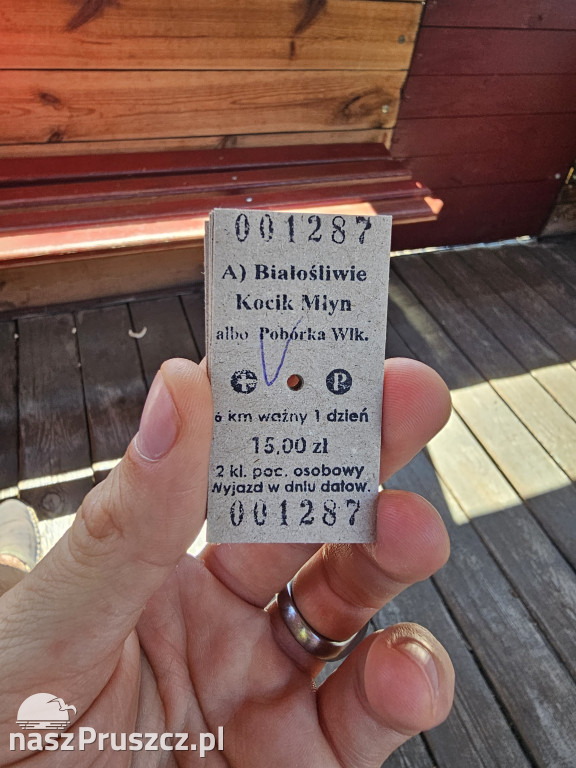 001287
A) Białośliwie
Kocik Młyn
albo Pobórka Wlk.
P
6 km ważny 1 dzień
15,00 zł
2 kl. poc. osobowy
Wyjazd w dniu datow.
001287
naszPruszcz.pl